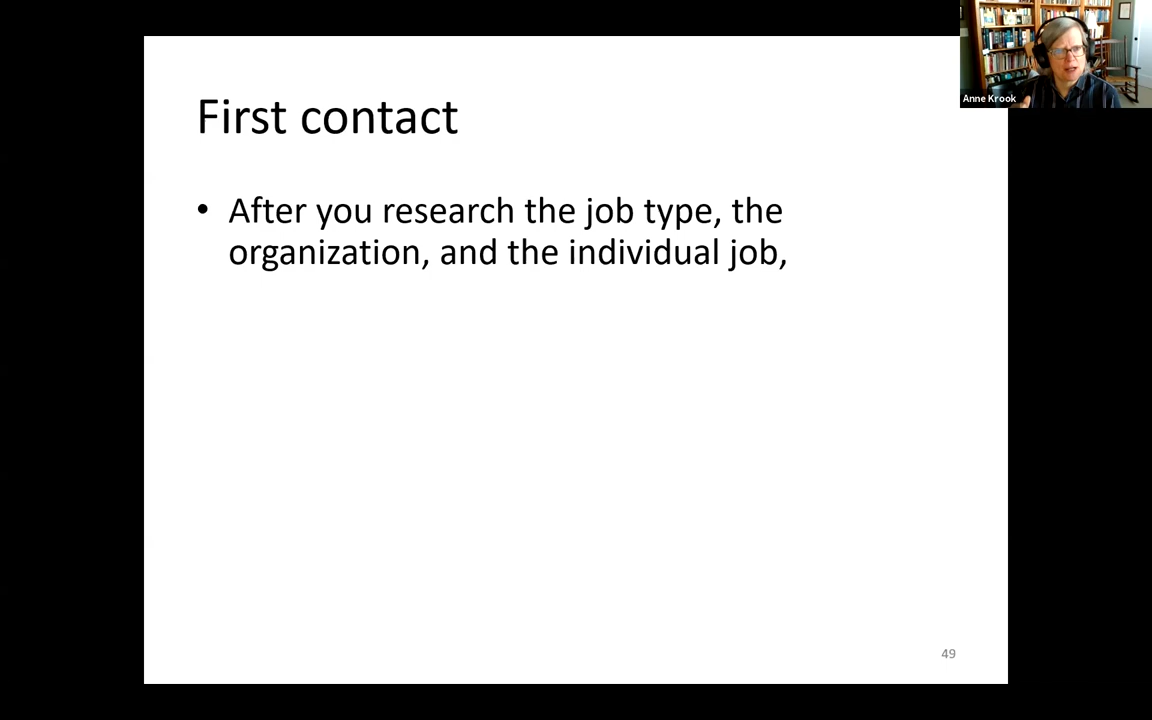 Anne Krook
First contact
• After you research the job type, the
organization, and the individual job,
49